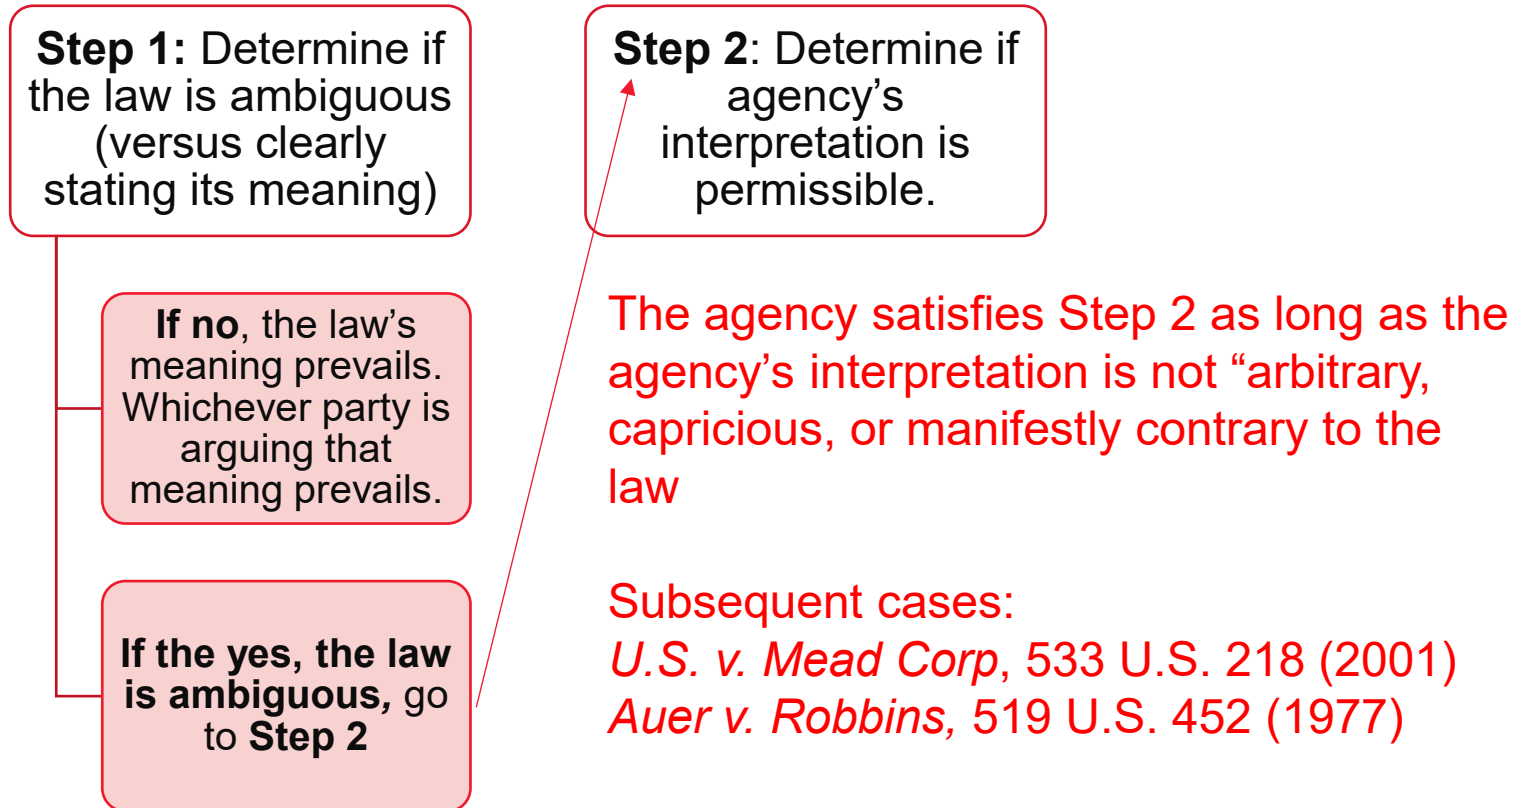 Step 1: Determine if
the law is ambiguous
(versus clearly
stating its meaning)
If no, the law’s
meaning prevails.
Whichever party is
arguing that
meaning prevails.
If the yes, the law
is ambiguous, go
to Step 2
Step 2: Determine if
agency’s
interpretation is
permissible.
The agency satisfies Step 2 as long as the
agency’s interpretation is not “arbitrary,
capricious, or manifestly contrary to the
law
Subsequent cases:
U.S. v. Mead Corp, 533 U.S. 218 (2001)
Auer v. Robbins, 519 U.S. 452 (1977)